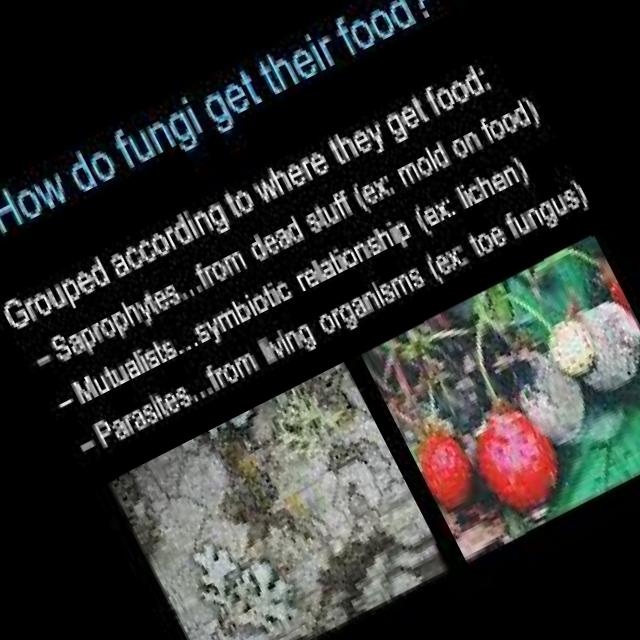 How do fungi get their food?
Grouped according to where they get food:
– Saprophytes...from dead stuff (ex: mold on food)
– Mutualists...symbiotic relationship (ex: lichen)
– Parasites...from living organisms (ex: toe fungus)